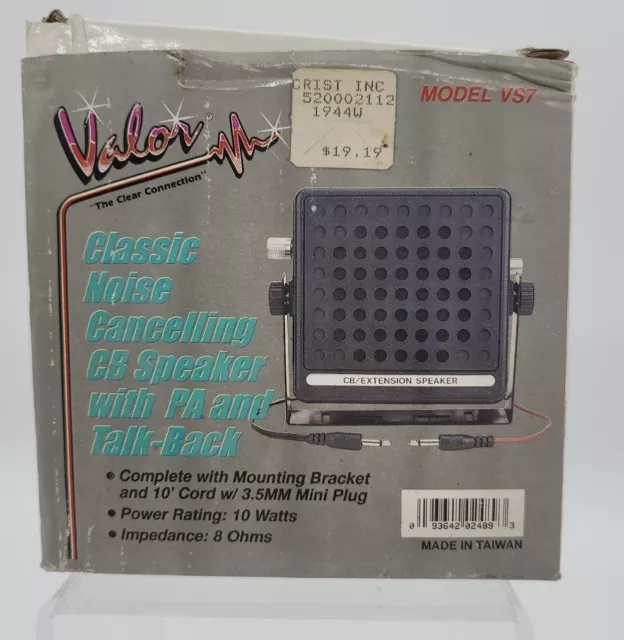 CRIST INC
520002112
1944W
$19.19
MODEL VS7
Valor®
"The Clear Connection"
Classic
Noise
Cancelling
CB Speaker
with PA and
Talk-Back
CB/EXTENSION SPEAKER
• Complete with Mounting Bracket
and 10' Cord w/ 3.5MM Mini Plug
• Power Rating: 10 Watts
• Impedance: 8 Ohms
0 93642 02489 3
MADE IN TAIWAN